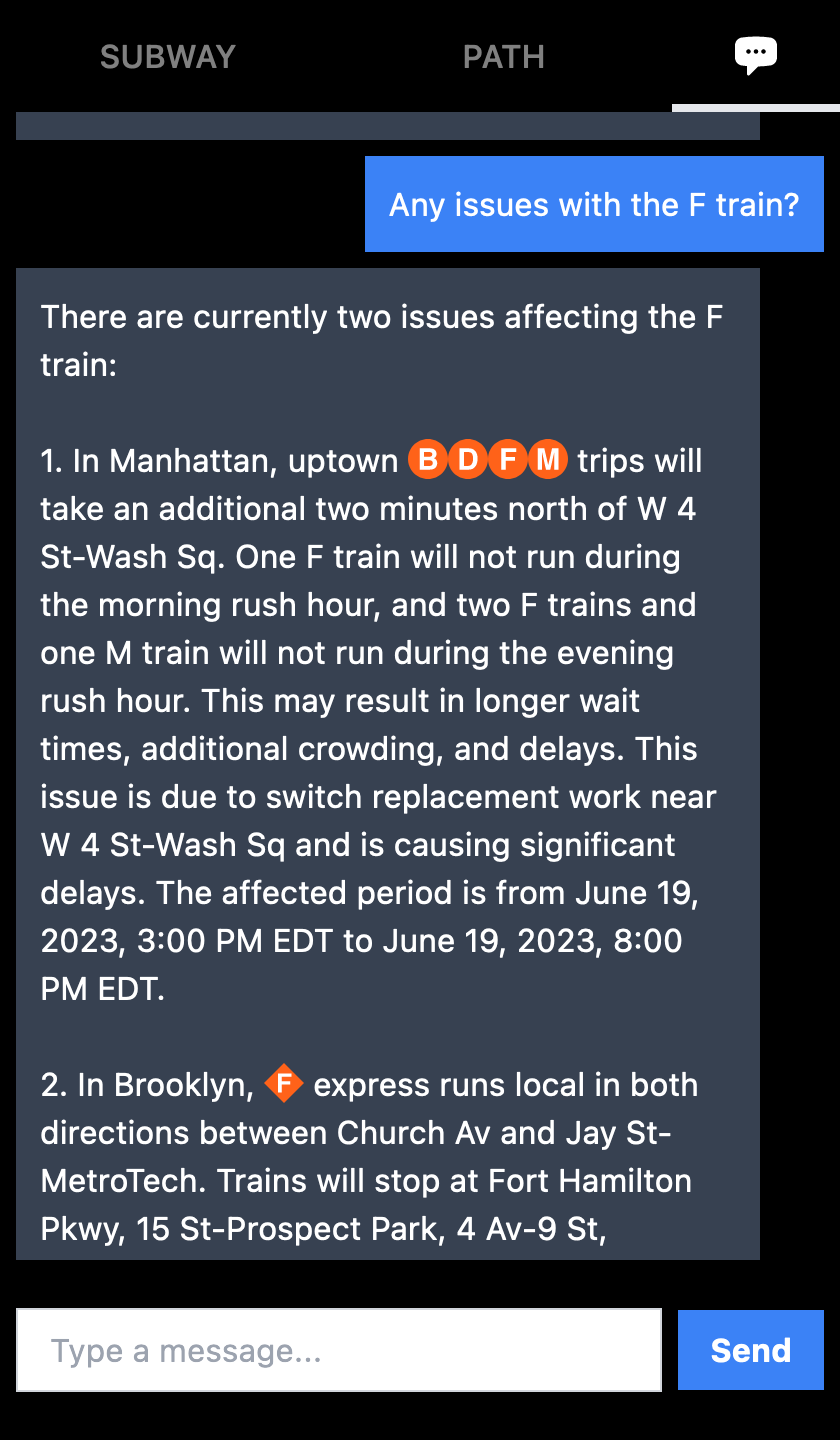 SUBWAY PATH
Any issues with the F train?
There are currently two issues affecting the F
train:
1. In Manhattan, uptown B D F M trips will
take an additional two minutes north of W 4
St-Wash Sq. One F train will not run during
the morning rush hour, and two F trains and
one M train will not run during the evening
rush hour. This may result in longer wait
times, additional crowding, and delays. This
issue is due to switch replacement work near
W 4 St-Wash Sq and is causing significant
delays. The affected period is from June 19,
2023, 3:00 PM EDT to June 19, 2023, 8:00
PM EDT.
2. In Brooklyn, F express runs local in both
directions between Church Av and Jay St-
MetroTech. Trains will stop at Fort Hamilton
Pkwy, 15 St-Prospect Park, 4 Av-9 St,
Type a message...
Send